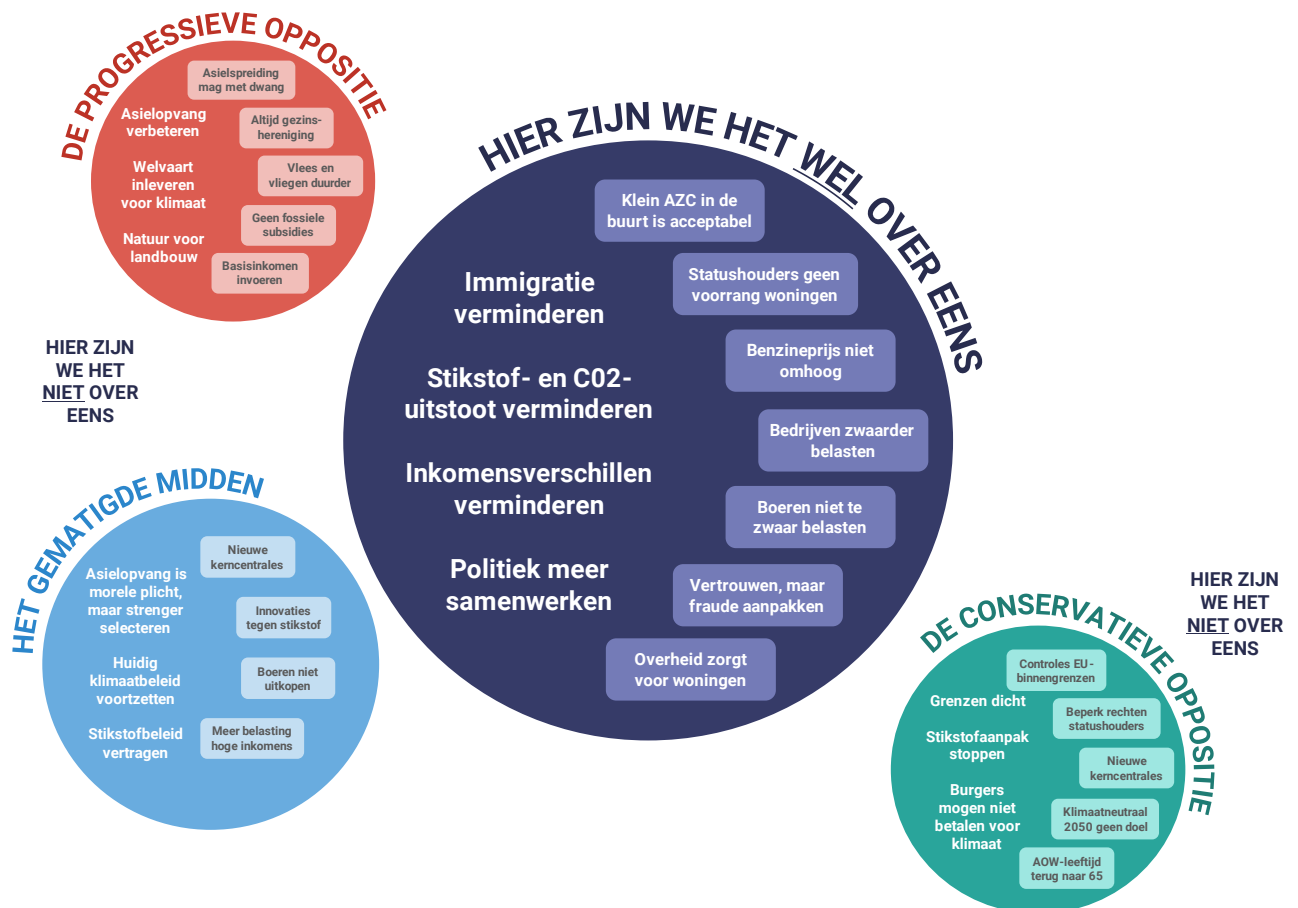 DE PROGRESSIEVE OPPOSITIE
Asielspreiding
mag met dwang
Asielopvang
verbeteren
Altijd gezins-
hereniging
Welvaart
inleveren
voor klimaat
Vlees en
vliegen duurder
Geen fossiele
subsidies
Natuur voor
landbouw
Basisinkomen
invoeren
HIER ZIJN
WE HET
NIET OVER
EENS
HIER ZIJN WE HET WEL OVER EENS
Klein AZC in de
buurt is acceptabel
Immigratie
verminderen
Statushouders geen
voorrang woningen
Benzineprijs niet
omhoog
Stikstof- en C02-
uitstoot verminderen
Bedrijven zwaarder
belasten
Inkomensverschillen
verminderen
Boeren niet te
zwaar belasten
Politiek meer
samenwerken
Vertrouwen, maar
fraude aanpakken
Overheid zorgt
voor woningen
HET GEMATIGDE MIDDEN
Nieuwe
kerncentrales
Asielopvang is
morele plicht,
maar strenger
selecteren
Innovaties
tegen stikstof
Huidig
klimaatbeleid
voortzetten
Boeren niet
uitkopen
Stikstofbeleid
vertragen
Meer belasting
hoge inkomens
HIER ZIJN
WE HET
NIET OVER
EENS
DE CONSERVATIEVE OPPOSITIE
Controles EU-
binnengrenzen
Grenzen dicht
Beperk rechten
statushouders
Stikstofaanpak
stoppen
Nieuwe
kerncentrales
Burgers
mogen niet
betalen voor
klimaat
Klimaatneutraal
2050 geen doel
AOW-leeftijd
terug naar 65